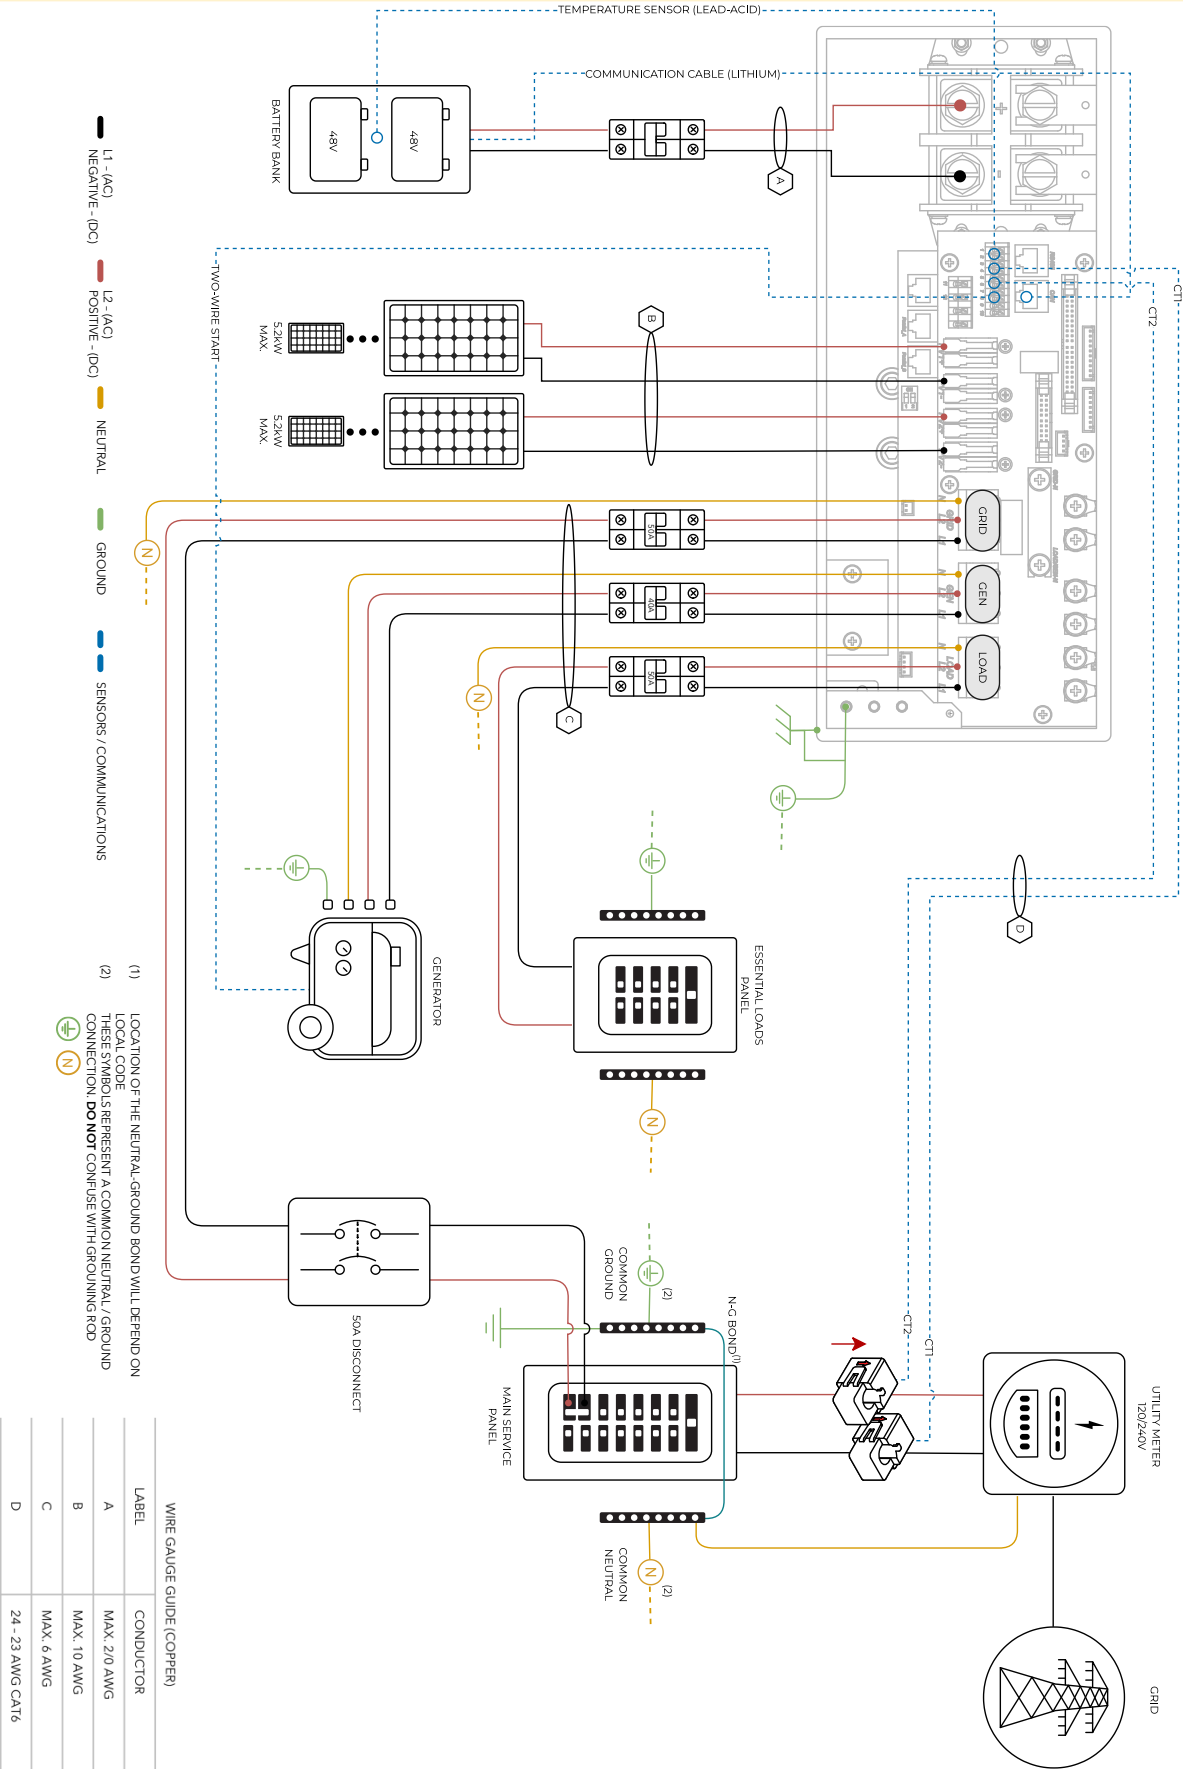 TEMPERATURE SENSOR (LEAD-ACID)
COMMUNICATION CABLE (LITHIUM)
BATTERY BANK
48V
48V
A
+
-
CT1
CT2
TWO-WIRE START
B
5.2kW
MAX.
5.2kW
MAX.
GRID
GEN
LOAD
N
L1
N
L1
N
LOAD
L1
50A
40A
50A
C
N
N
D
L1 - (AC)
NEGATIVE - (DC)
L2 - (AC)
POSITIVE - (DC)
NEUTRAL
GROUND
SENSORS / COMMUNICATIONS
GENERATOR
ESSENTIAL LOADS
PANEL
N
(1) LOCATION OF THE NEUTRAL-GROUND BOND WILL DEPEND ON
LOCAL CODE
(2) THESE SYMBOLS REPRESENT A COMMON NEUTRAL / GROUND
CONNECTION. DO NOT CONFUSE WITH GROUNING ROD
N
50A DISCONNECT
COMMON
GROUND
(2)
N-G BOND(1)
MAIN SERVICE
PANEL
CT2
CT1
UTILITY METER
120/240V
COMMON
NEUTRAL
N
(2)
GRID
WIRE GAUGE GUIDE (COPPER)
LABEL CONDUCTOR
A MAX. 2/0 AWG
B MAX. 10 AWG
C MAX. 6 AWG
D 24 - 23 AWG CAT6